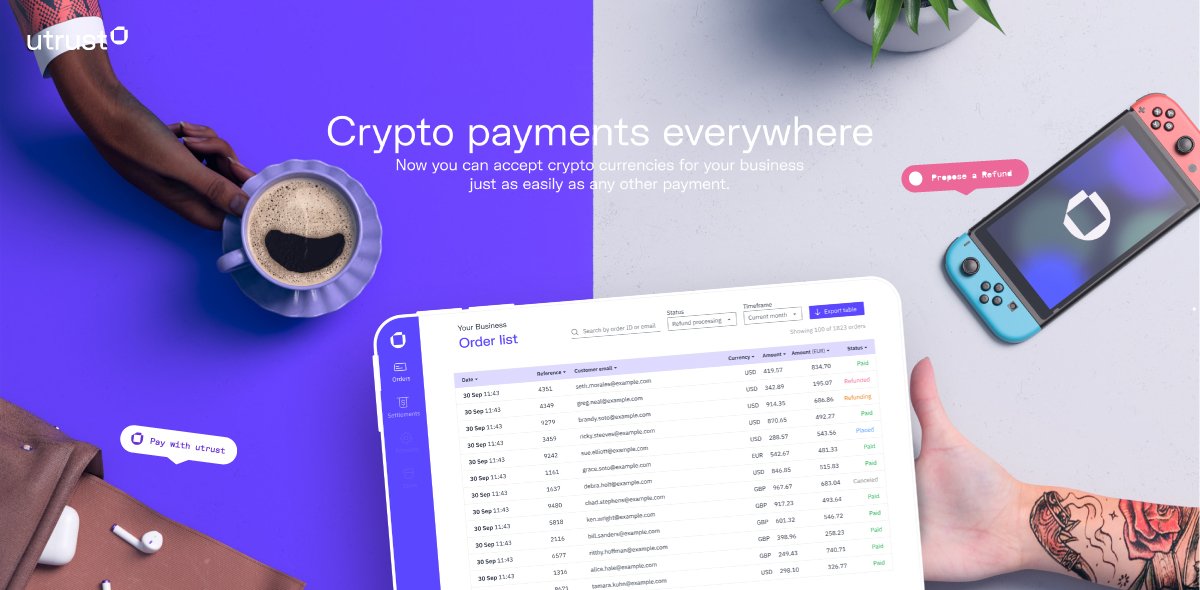 utrust
Crypto payments everywhere
Now you can accept crypto currencies for your business
just as easily as any other payment.
Propose a Refund
Pay with utrust
Orders
Settlements
Your Business
Order list
Search by order ID or email
Status
Refund processing
Timeframe
Current month
Export table
Showing 100 of 1823 orders
Date Reference Customer email Currency Amount Amount (EUR) Status
30 Sep 11:43 4351 seth.morales@example.com USD 419.57 834.70 Paid
30 Sep 11:43 4349 greg.neal@example.com USD 342.89 195.07 Refunded
30 Sep 11:43 9279 brandy.soto@example.com USD 914.35 686.86 Refunding
30 Sep 11:43 3459 ricky.steeves@example.com USD 870.65 492.27 Paid
30 Sep 11:43 9242 sue.elliott@example.com USD 288.57 543.56 Placed
30 Sep 11:43 1161 grace.soto@example.com EUR 542.67 481.33 Paid
30 Sep 11:43 1637 debra.holt@example.com USD 846.85 515.83 Paid
30 Sep 11:43 9480 chad.stephens@example.com GBP 967.67 683.04 Canceled
30 Sep 11:43 5818 ken.wright@example.com GBP 917.23 493.64 Paid
30 Sep 11:43 2116 bill.sanders@example.com GBP 601.32 546.72 Paid
30 Sep 11:43 6577 ritthy.hoffman@example.com GBP 398.96 258.23 Paid
30 Sep 11:43 1316 alice.hale@example.com GBP 249.43 740.71 Paid
tamara.kuhn@example.com USD 298.10 326.77 Paid